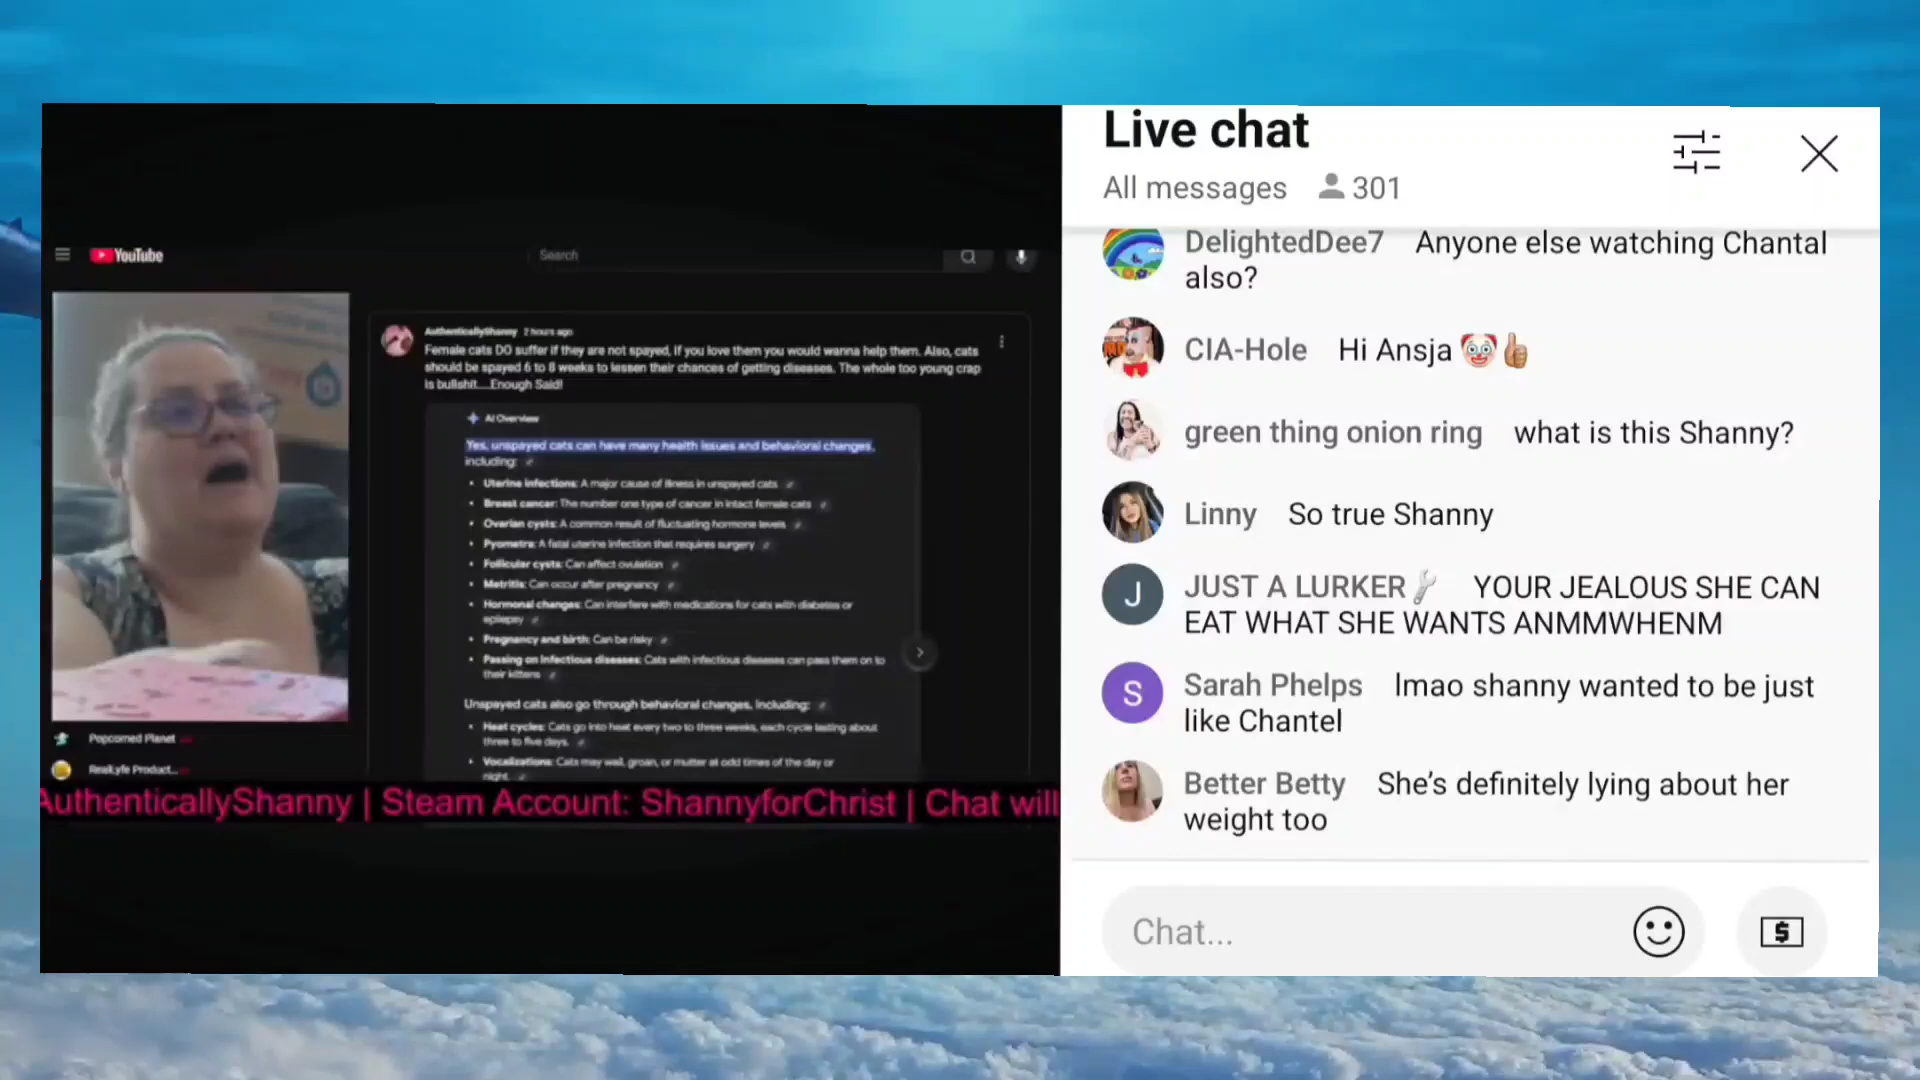 YouTube
Search
AuthenticallyShanny 2 hours ago
Female cats DO suffer if they are not spayed, if you love them you would wanna help them. Also, cats
should be spayed 6 to 8 weeks to lessen their chances of getting diseases. The whole too young crap
is bullshit....Enough Said!
AI Overview
Yes, unspayed cats can have many health issues and behavioral changes,
including:
• Uterine infections: A major cause of illness in unspayed cats
• Breast cancer: The number one type of cancer in intact female cats
• Ovarian cysts: A common result of fluctuating hormone levels
• Pyometra: A fatal uterine infection that requires surgery
• Follicular cysts: Can affect ovulation
• Metritis: Can occur after pregnancy
• Hormonal changes: Can interfere with medications for cats with diabetes or
epilepsy
• Pregnancy and birth: Can be risky
• Passing on infectious diseases: Cats with infectious diseases can pass them on to
their kittens
Unspayed cats also go through behavioral changes, including:
• Heat cycles: Cats go into heat every two to three weeks, each cycle lasting about
three to five days.
• Vocalizations: Cats may wail, groan, or mutter at odd times of the day or
night.
Popcorned Planet
RealLyfe Product...
AuthenticallyShanny | Steam Account: ShannyforChrist | Chat will
Live chat
All messages 301
DelightedDee7 Anyone else watching Chantal
also?
CIA-Hole Hi Ansja 🤡👍
green thing onion ring what is this Shanny?
Linny So true Shanny
J JUST A LURKER🔧 YOUR JEALOUS SHE CAN
EAT WHAT SHE WANTS ANMMWHENM
S Sarah Phelps lmao shanny wanted to be just
like Chantel
Better Betty She's definitely lying about her
weight too
Chat...